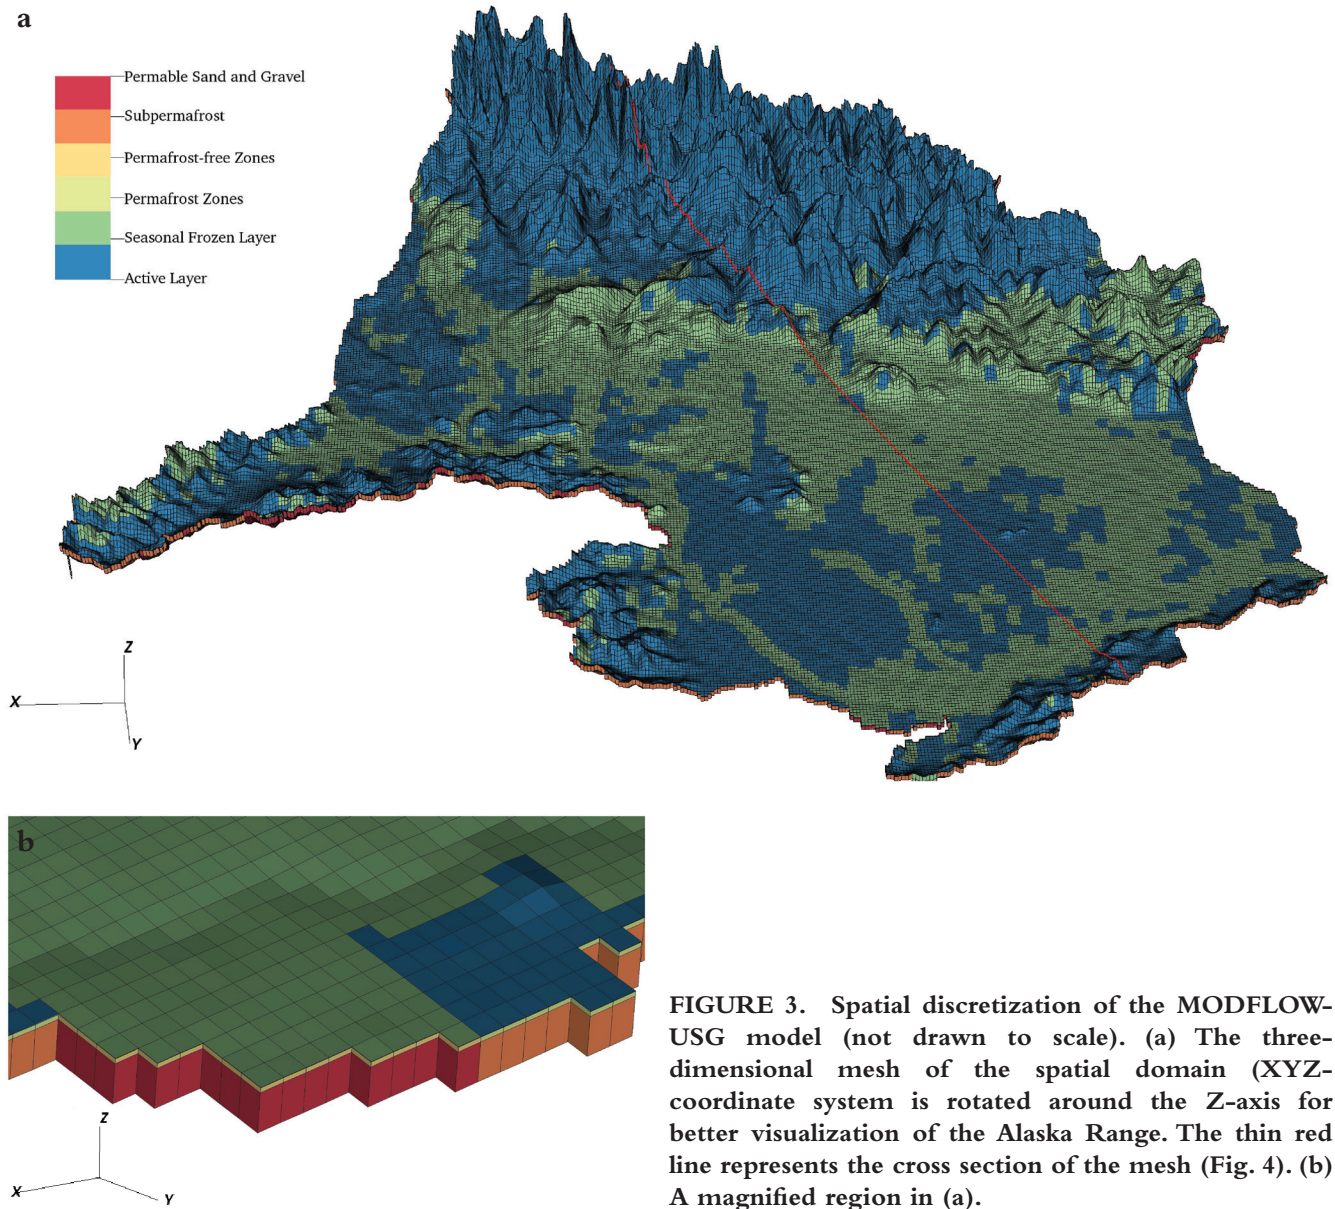 a
Permable Sand and Gravel
Subpermafrost
Permafrost-free Zones
Permafrost Zones
Seasonal Frozen Layer
Active Layer
Z
X
Y
b
Z
X
Y
FIGURE 3. Spatial discretization of the MODFLOW-
USG model (not drawn to scale). (a) The three-
dimensional mesh of the spatial domain (XYZ-
coordinate system is rotated around the Z-axis for
better visualization of the Alaska Range. The thin red
line represents the cross section of the mesh (Fig. 4). (b)
A magnified region in (a).